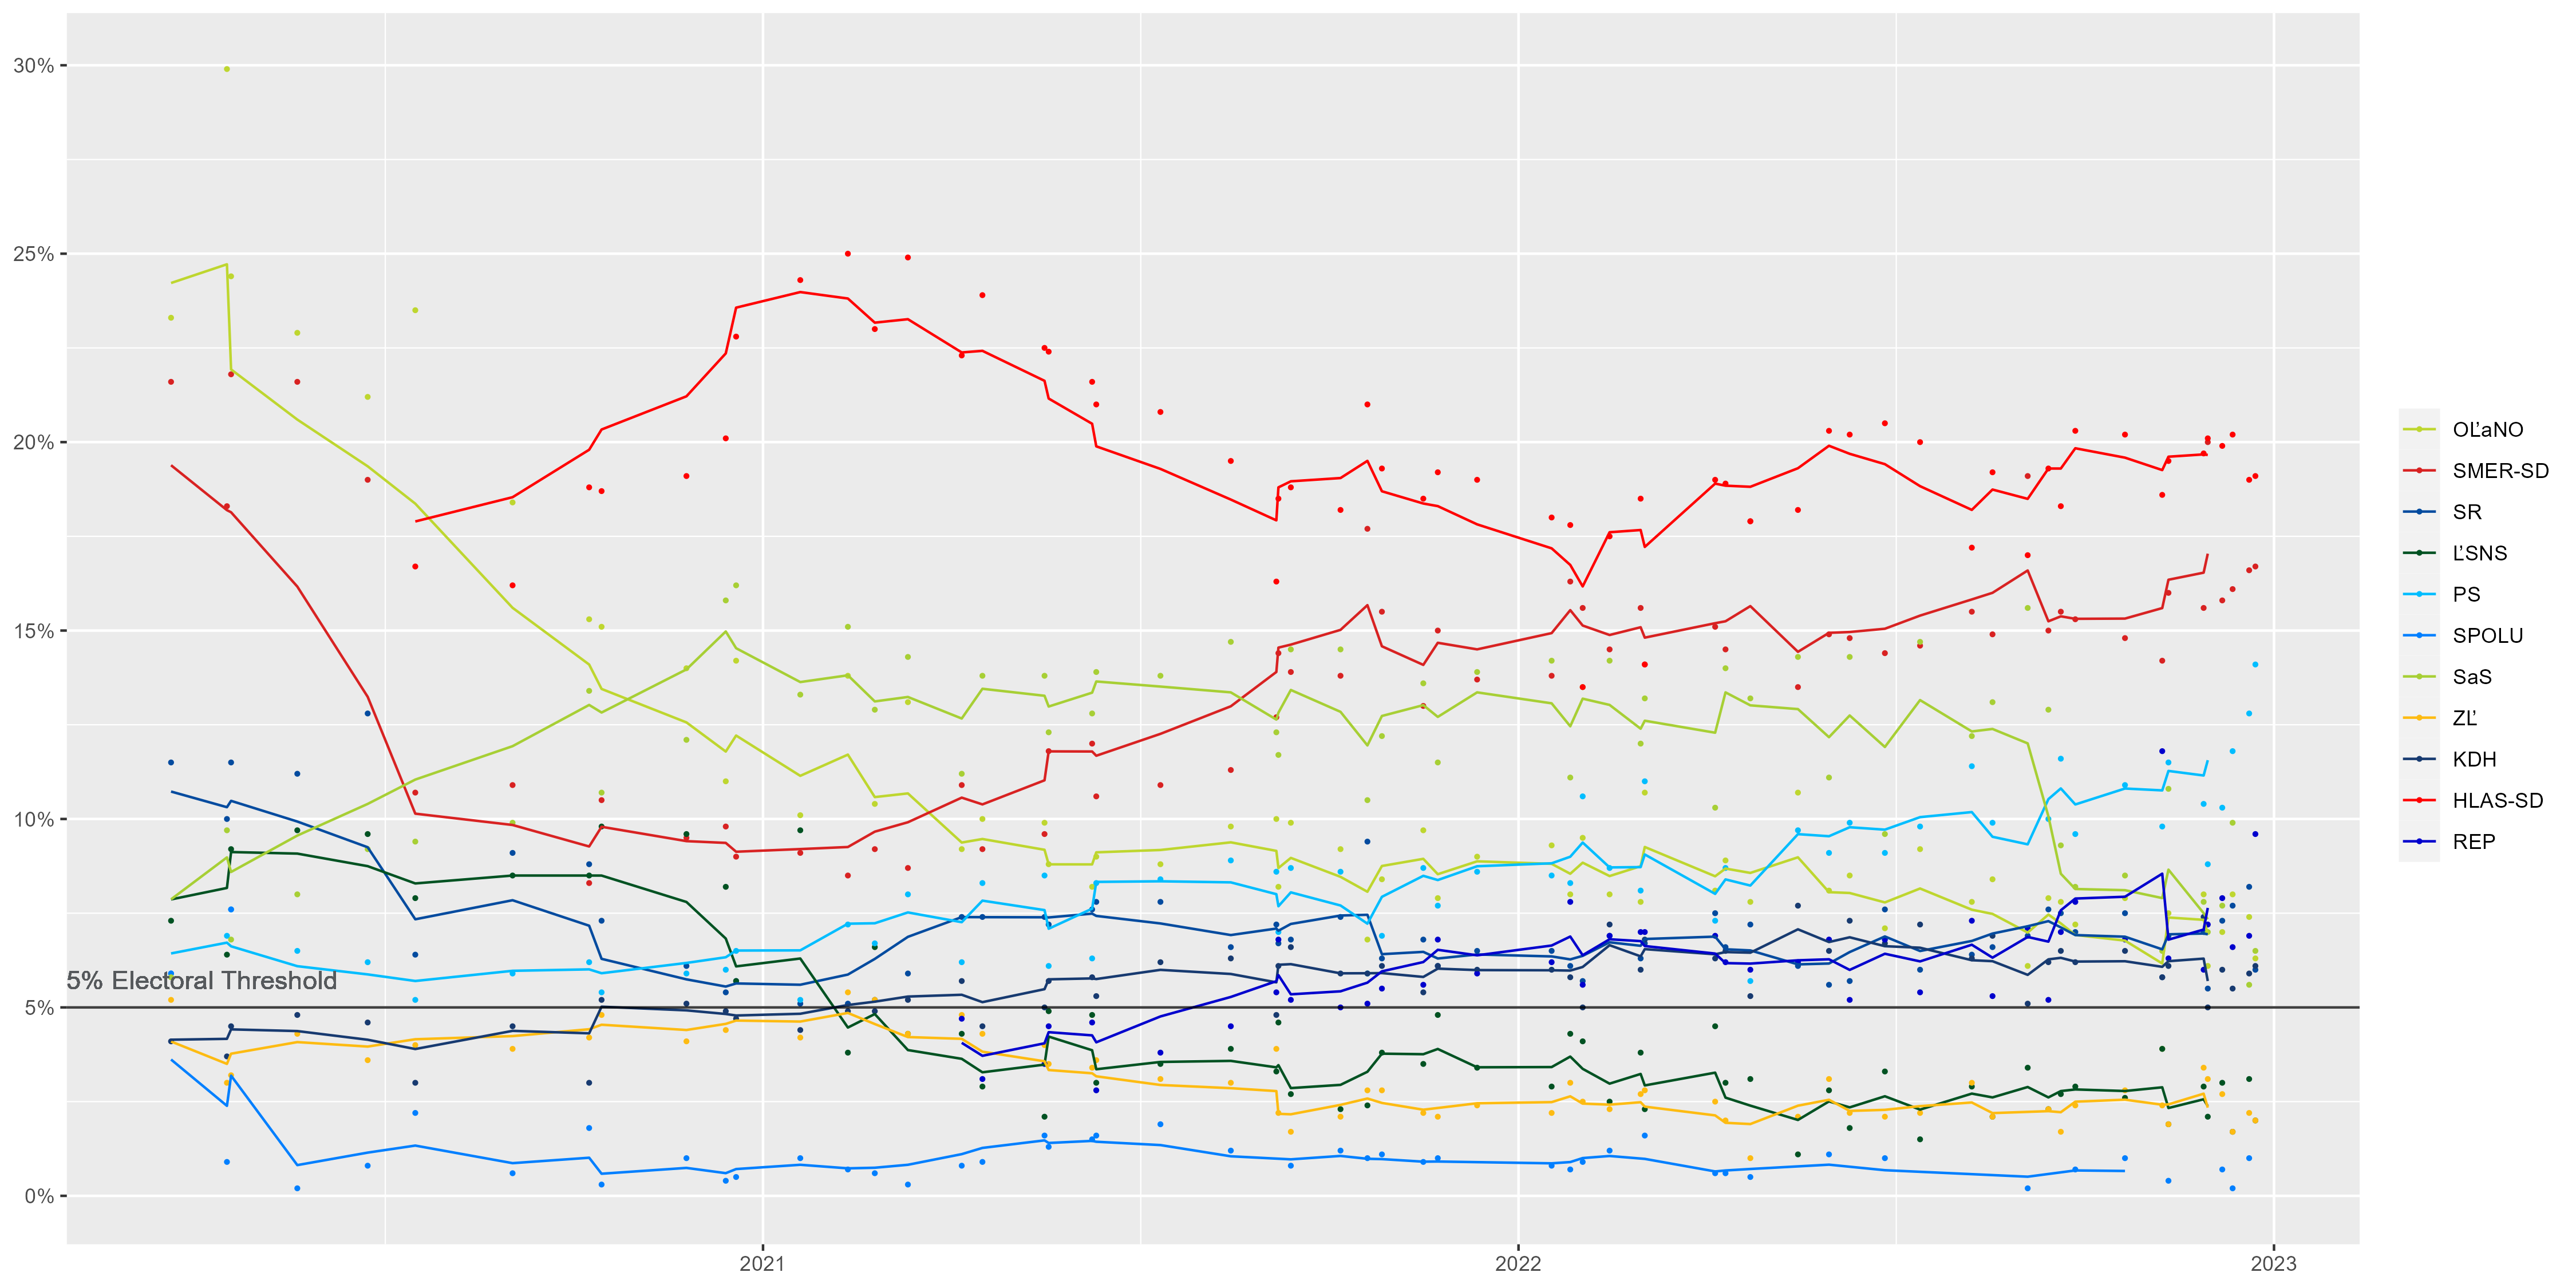 30%
25%
20%
15%
10%
5% Electoral Threshold
5%
0%
2021
2022
2023
OĽaNO
SMER-SD
SR
ĽSNS
PS
SPOLU
SaS
ZĽ
KDH
HLAS-SD
REP